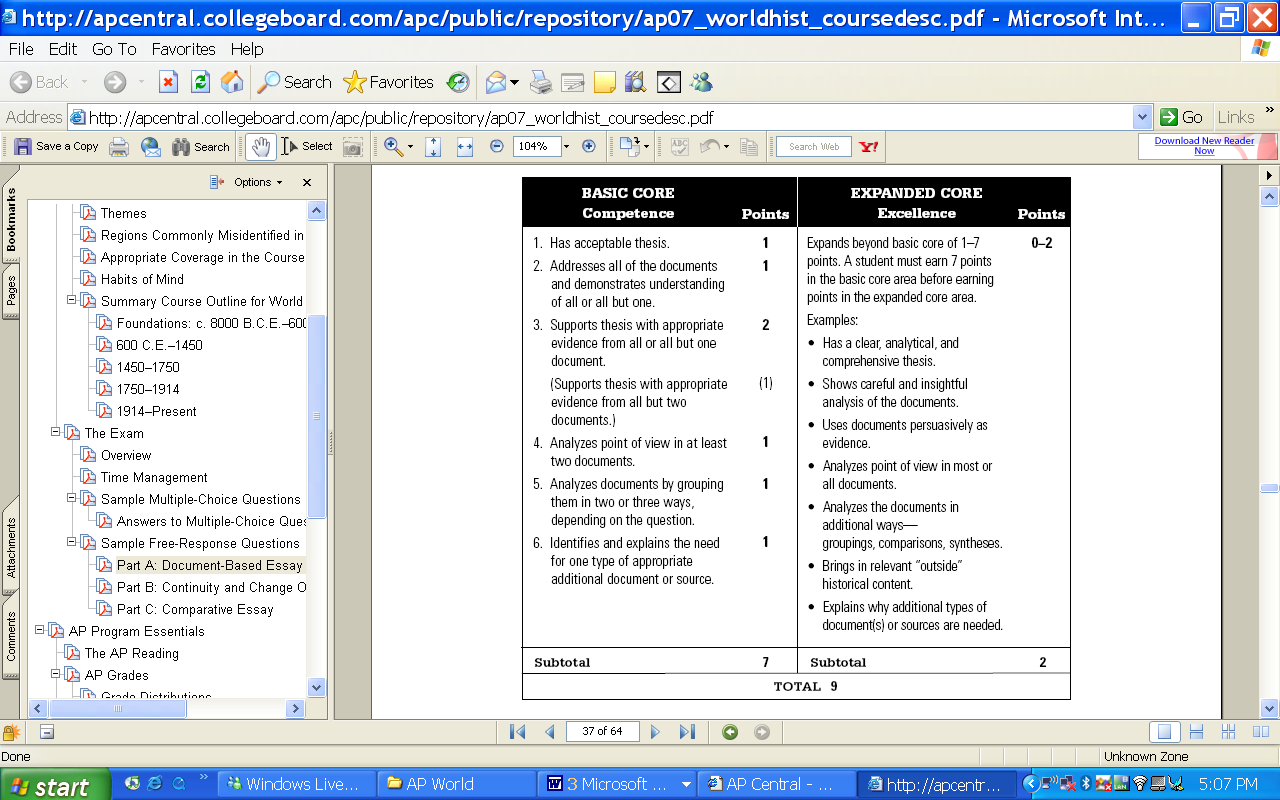 http://apcentral.collegeboard.com/apc/public/repository/ap07_worldhist_coursedesc.pdf - Microsoft Int...
File Edit Go To Favorites Help
Back Search Favorites
Address http://apcentral.collegeboard.com/apc/public/repository/ap07_worldhist_coursedesc.pdf Go Links »
Save a Copy Search Select 104% Search Web Y! Download New Reader
Now
Options
Bookmarks
Pages
Attachments
Comments
Themes
Regions Commonly Misidentified in
Appropriate Coverage in the Course
Habits of Mind
Summary Course Outline for World
Foundations: c. 8000 B.C.E.–600
600 C.E.–1450
1450–1750
1750–1914
1914–Present
The Exam
Overview
Time Management
Sample Multiple-Choice Questions
Answers to Multiple-Choice Ques
Sample Free-Response Questions
Part A: Document-Based Essay
Part B: Continuity and Change O
Part C: Comparative Essay
AP Program Essentials
The AP Reading
AP Grades
Grade Distributions
BASIC CORE
Competence Points
1. Has acceptable thesis. 1
2. Addresses all of the documents 1
and demonstrates understanding
of all or all but one.
3. Supports thesis with appropriate 2
evidence from all or all but one
document.
(Supports thesis with appropriate (1)
evidence from all but two
documents.)
4. Analyzes point of view in at least 1
two documents.
5. Analyzes documents by grouping 1
them in two or three ways,
depending on the question.
6. Identifies and explains the need 1
for one type of appropriate
additional document or source.
Subtotal 7
EXPANDED CORE
Excellence Points
Expands beyond basic core of 1–7 0–2
points. A student must earn 7 points
in the basic core area before earning
points in the expanded core area.
Examples:
• Has a clear, analytical, and
comprehensive thesis.
• Shows careful and insightful
analysis of the documents.
• Uses documents persuasively as
evidence.
• Analyzes point of view in most or
all documents.
• Analyzes the documents in
additional ways—
groupings, comparisons, syntheses.
• Brings in relevant “outside”
historical content.
• Explains why additional types of
document(s) or sources are needed.
Subtotal 2
TOTAL 9
37 of 64
Done Unknown Zone
start » Windows Live... AP World 3 Microsoft ... AP Central - ... http://apcentr... 5:07 PM